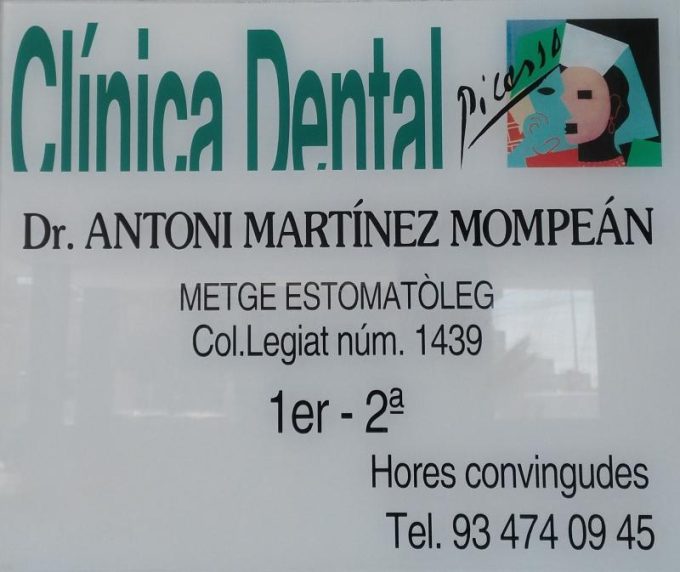 Clínica Dental Picasso
Dr. ANTONI MARTÍNEZ MOMPEÁN
METGE ESTOMATÒLEG
Col.Legiat núm. 1439
1er - 2ª
Hores convingudes
Tel. 93 474 09 45